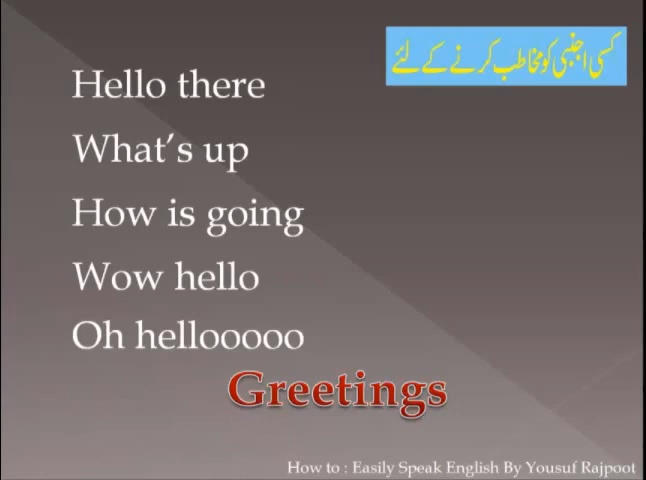 کسی اجنبی کو مخاطب کرنے کے لئے
Hello there
What’s up
How is going
Wow hello
Oh hellooooo
Greetings
How to : Easily Speak English By Yousuf Rajpoot